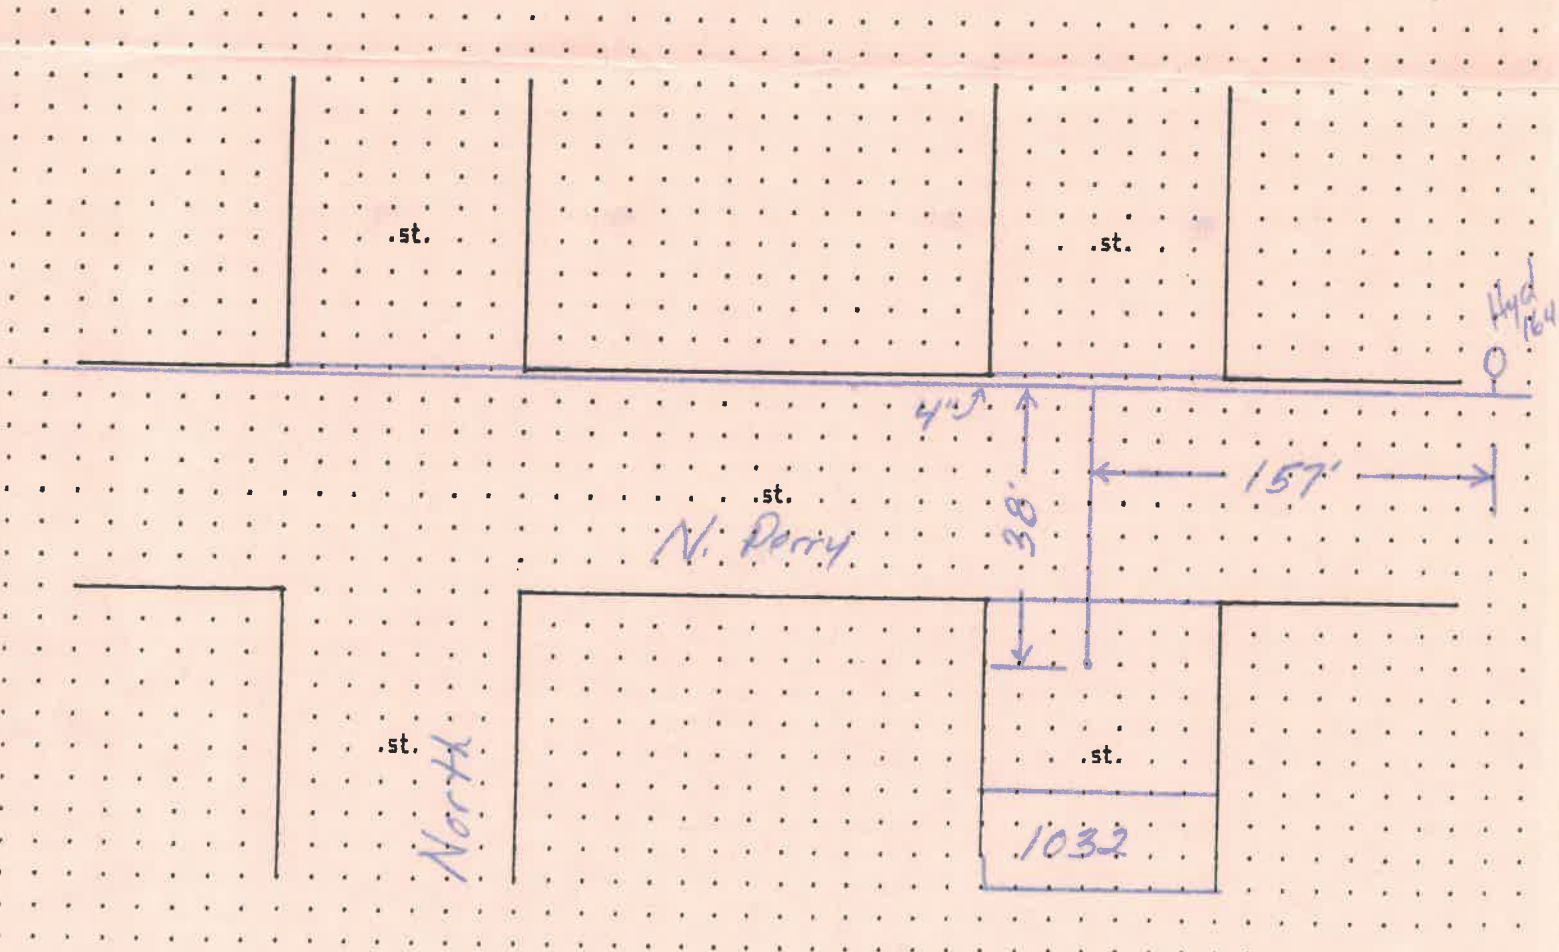 .st.
.st.
Hyd
164
4"
.st.
157'
38'
N. Perry
.st.
North
.st.
1032